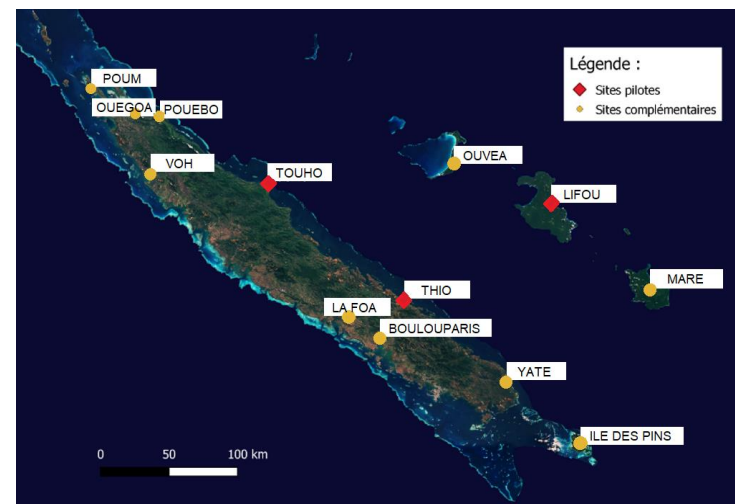 Légende :
Sites pilotes
Sites complémentaires
POUM
OUEGOA
POUEBO
VOH
TOUHO
OUVEA
LIFOU
MARE
THIO
LA FOA
BOULOUPARIS
YATE
ILE DES PINS
0 50 100 km